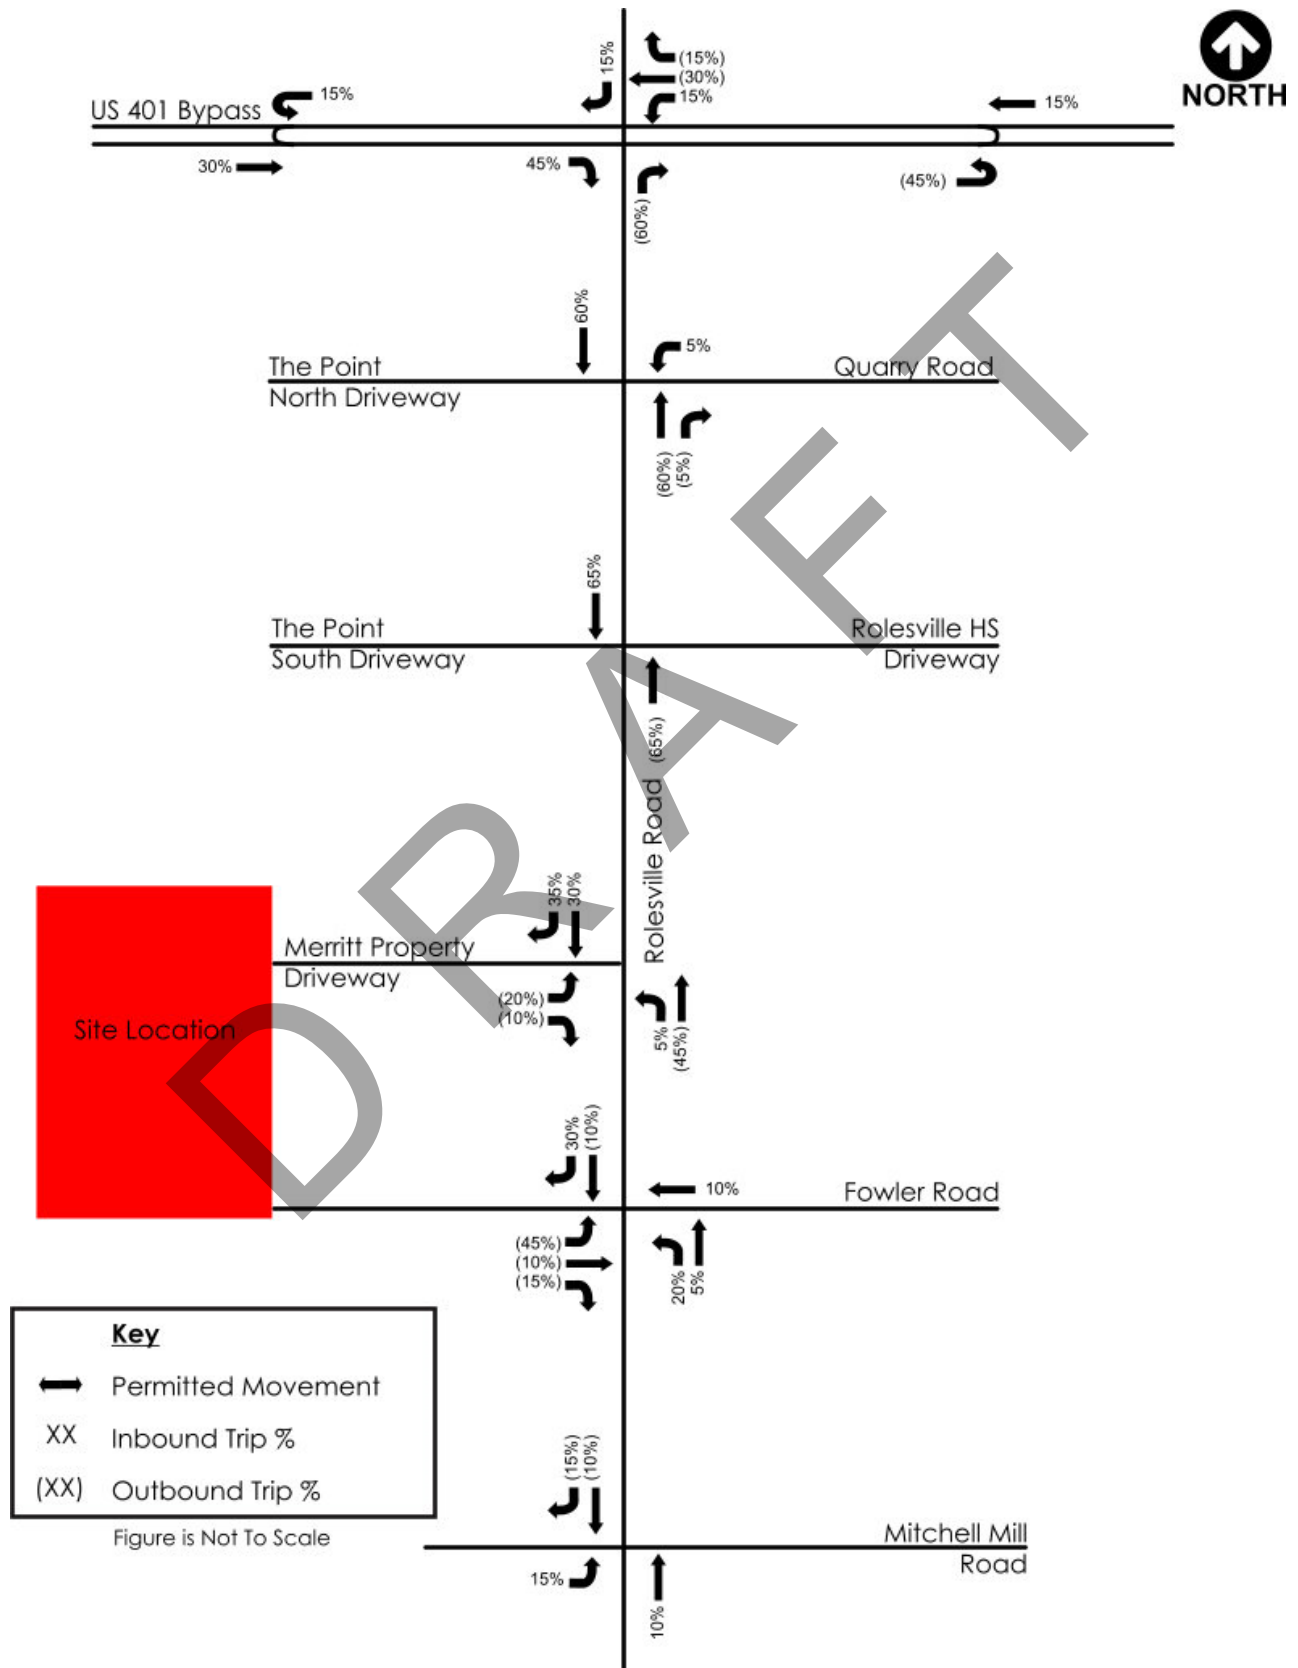 15%
(15%)
(30%)
15%
NORTH
US 401 Bypass
15%
15%
30%
45%
(60%)
(45%)
60%
5%
The Point
North Driveway
Quarry Road
(60%)
(5%)
65%
The Point
South Driveway
Rolesville HS
Driveway
Rolesville Road (65%)
35%
30%
Merritt Property
Driveway
(20%)
(10%)
5%
(45%)
Site Location
30%
(10%)
10%
Fowler Road
(45%)
(10%)
(15%)
20%
5%
Key
Permitted Movement
XX Inbound Trip %
(XX) Outbound Trip %
Figure is Not To Scale
(15%)
(10%)
Mitchell Mill
Road
15%
10%
DRAFT